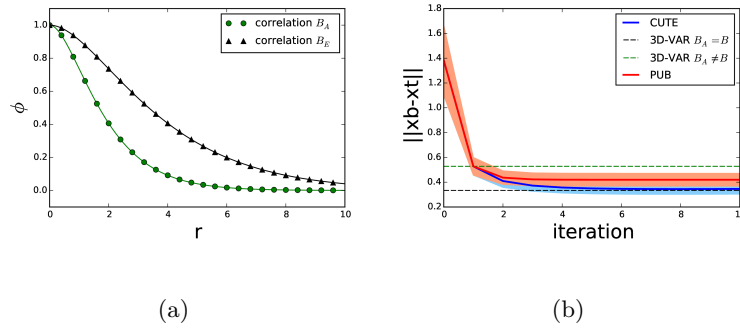 correlation B_A
correlation B_E
ϕ
1.0
0.8
0.6
0.4
0.2
0.0
0 2 4 6 8 10
r
(a)
CUTE
3D-VAR B_A = B
3D-VAR B_A ≠ B
PUB
||xb-xt||
1.8
1.6
1.4
1.2
1.0
0.8
0.6
0.4
0.2
0 2 4 6 8 10
iteration
(b)